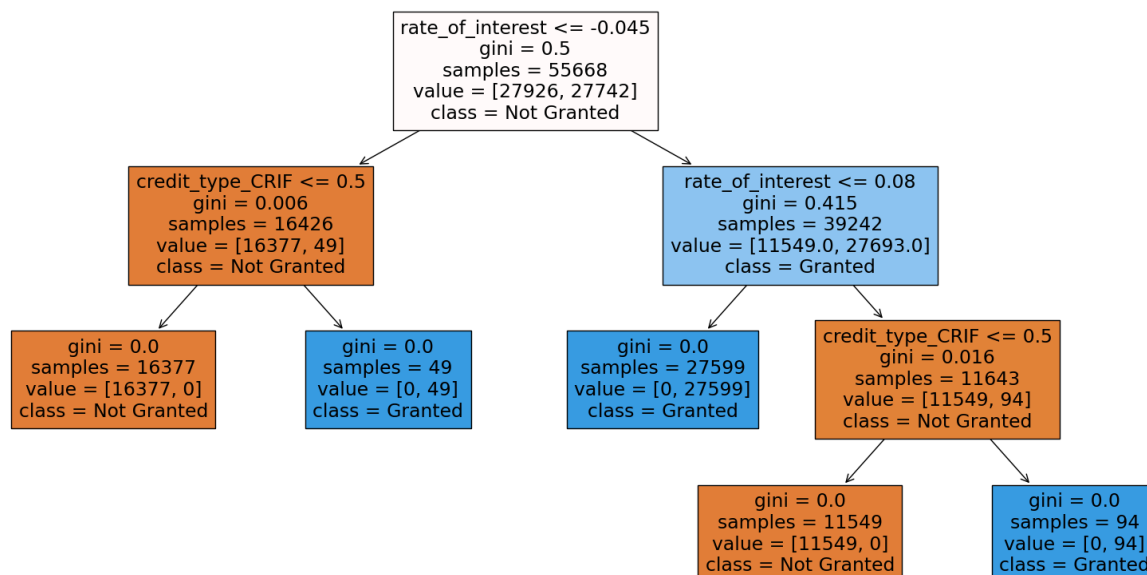 rate_of_interest <= -0.045
gini = 0.5
samples = 55668
value = [27926, 27742]
class = Not Granted
credit_type_CRIF <= 0.5
gini = 0.006
samples = 16426
value = [16377, 49]
class = Not Granted
rate_of_interest <= 0.08
gini = 0.415
samples = 39242
value = [11549.0, 27693.0]
class = Granted
gini = 0.0
samples = 16377
value = [16377, 0]
class = Not Granted
gini = 0.0
samples = 49
value = [0, 49]
class = Granted
gini = 0.0
samples = 27599
value = [0, 27599]
class = Granted
credit_type_CRIF <= 0.5
gini = 0.016
samples = 11643
value = [11549, 94]
class = Not Granted
gini = 0.0
samples = 11549
value = [11549, 0]
class = Not Granted
gini = 0.0
samples = 94
value = [0, 94]
class = Granted